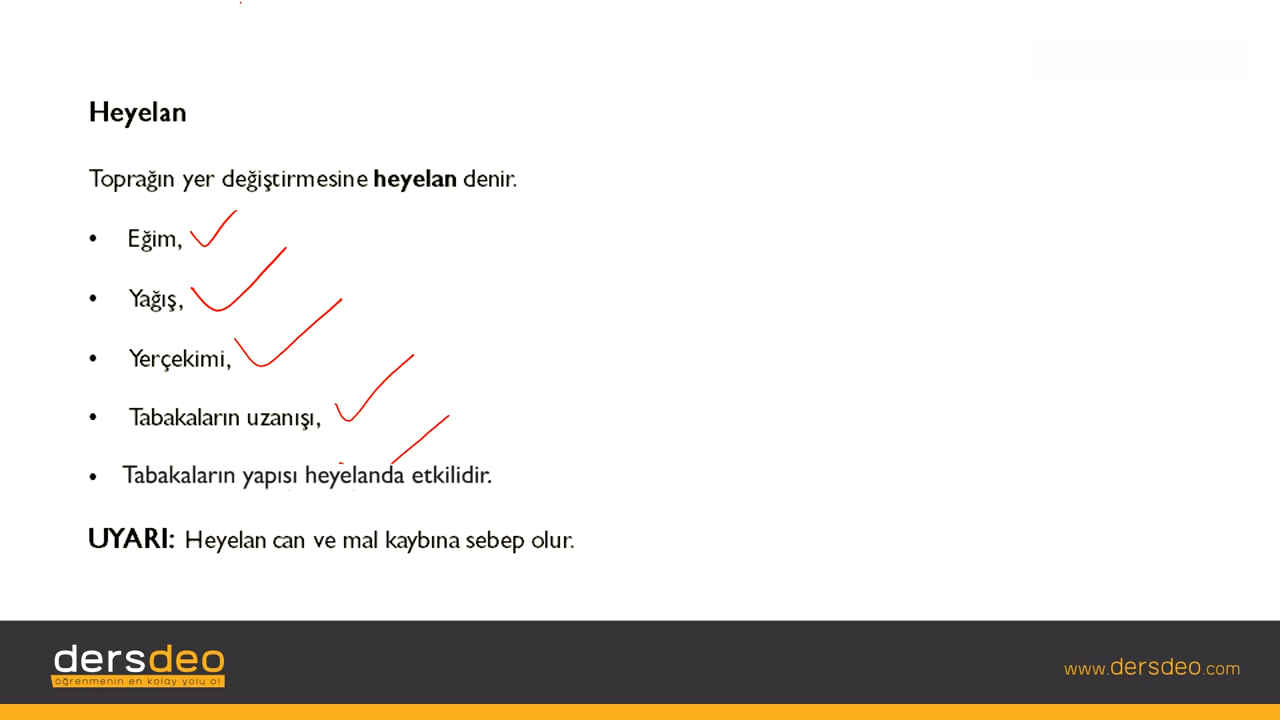 Heyelan
Toprağın yer değiştirmesine heyelan denir.
• Eğim,
• Yağış,
• Yerçekimi,
• Tabakaların uzanışı,
• Tabakaların yapısı heyelanda etkilidir.
UYARI: Heyelan can ve mal kaybına sebep olur.
dersdeo
öğrenmenin en kolay yolu o!
www.dersdeo.com